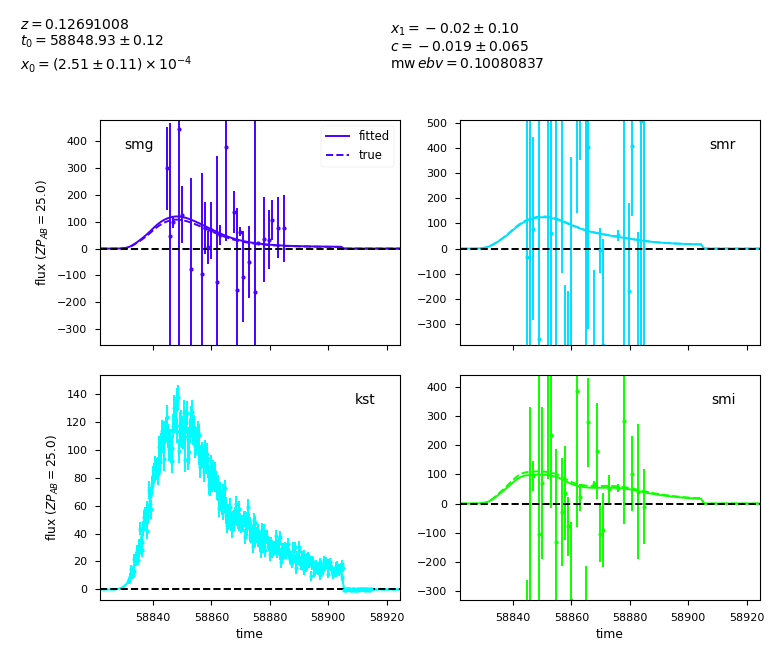 z = 0.12691008
t₀ = 58848.93 ± 0.12
x₀ = (2.51 ± 0.11) × 10⁻⁴
x₁ = −0.02 ± 0.10
c = −0.019 ± 0.065
mw ebv = 0.10080837
smg
fitted
true
flux (ZP_AB = 25.0)
400
300
200
100
0
−100
−200
−300
smr
500
400
300
200
100
0
−100
−200
−300
kst
flux (ZP_AB = 25.0)
140
120
100
80
60
40
20
0
58840 58860 58880 58900 58920
time
smi
400
300
200
100
0
−100
−200
−300
58840 58860 58880 58900 58920
time